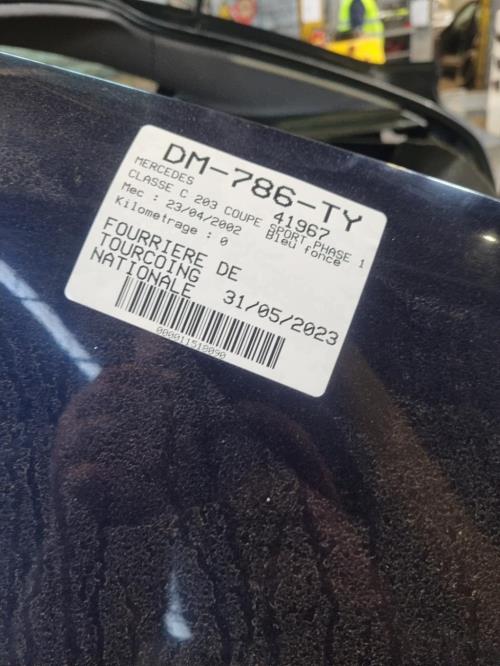 DM-786-TY
MERCEDES 41967
CLASSE C 203 COUPE SPORT PHASE 1
Mec : 23/04/2002 Bleu fonce
Kilometrage : 0
FOURRIERE DE
TOURCOING
NATIONALE 31/05/2023